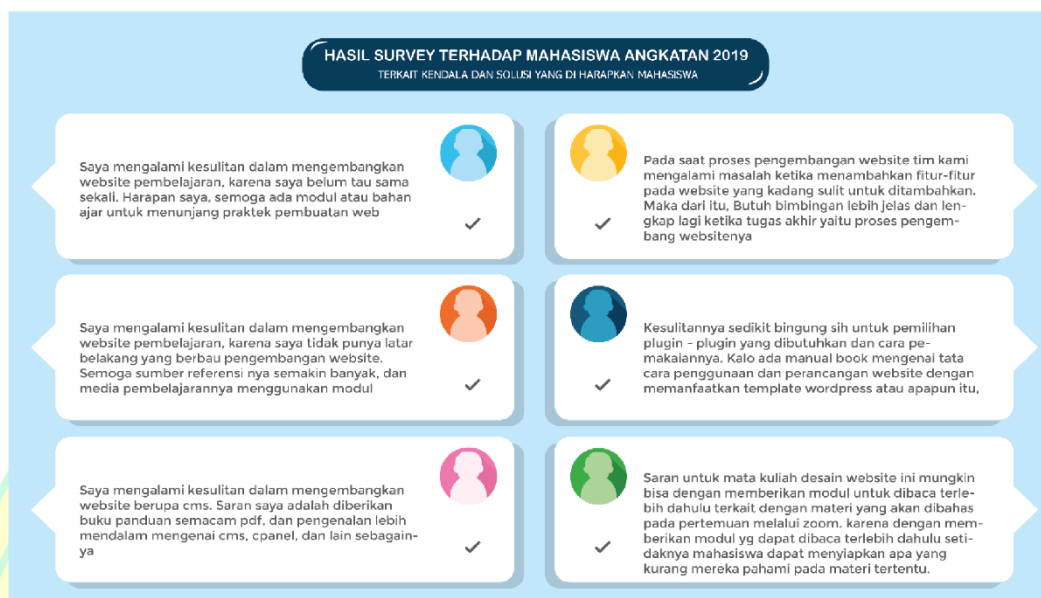 HASIL SURVEY TERHADAP MAHASISWA ANGKATAN 2019
TERKAIT KENDALA DAN SOLUSI YANG DI HARAPKAN MAHASISWA
Saya mengalami kesulitan dalam mengembangkan
website pembelajaran, karena saya belum tau sama
sekali. Harapan saya, semoga ada modul atau bahan
ajar untuk menunjang praktek pembuatan web
Pada saat proses pengembangan website tim kami
mengalami masalah ketika menambahkan fitur-fitur
pada website yang kadang sulit untuk ditambahkan.
Maka dari itu, Butuh bimbingan lebih jelas dan len-
gkap lagi ketika tugas akhir yaitu proses pengem-
bang websitenya
Saya mengalami kesulitan dalam mengembangkan
website pembelajaran, karena saya tidak punya latar
belakang yang berbau pengembangan website.
Semoga sumber referensi nya semakin banyak, dan
media pembelajarannya menggunakan modul
Kesulitannya sedikit bingung sih untuk pemilihan
plugin - plugin yang dibutuhkan dan cara pe-
makaiannya. Kalo ada manual book mengenai tata
cara penggunaan dan perancangan website dengan
memanfaatkan template wordpress atau apapun itu,
Saya mengalami kesulitan dalam mengembangkan
website berupa cms. Saran saya adalah diberikan
buku panduan semacam pdf, dan pengenalan lebih
mendalam mengenai cms, cpanel, dan lain sebagain-
ya
Saran untuk mata kuliah desain website ini mungkin
bisa dengan memberikan modul untuk dibaca terle-
bih dahulu terkait dengan materi yang akan dibahas
pada pertemuan melalui zoom. karena dengan mem-
berikan modul yg dapat dibaca terlebih dahulu seti-
daknya mahasiswa dapat menyiapkan apa yang
kurang mereka pahami pada materi tertentu.